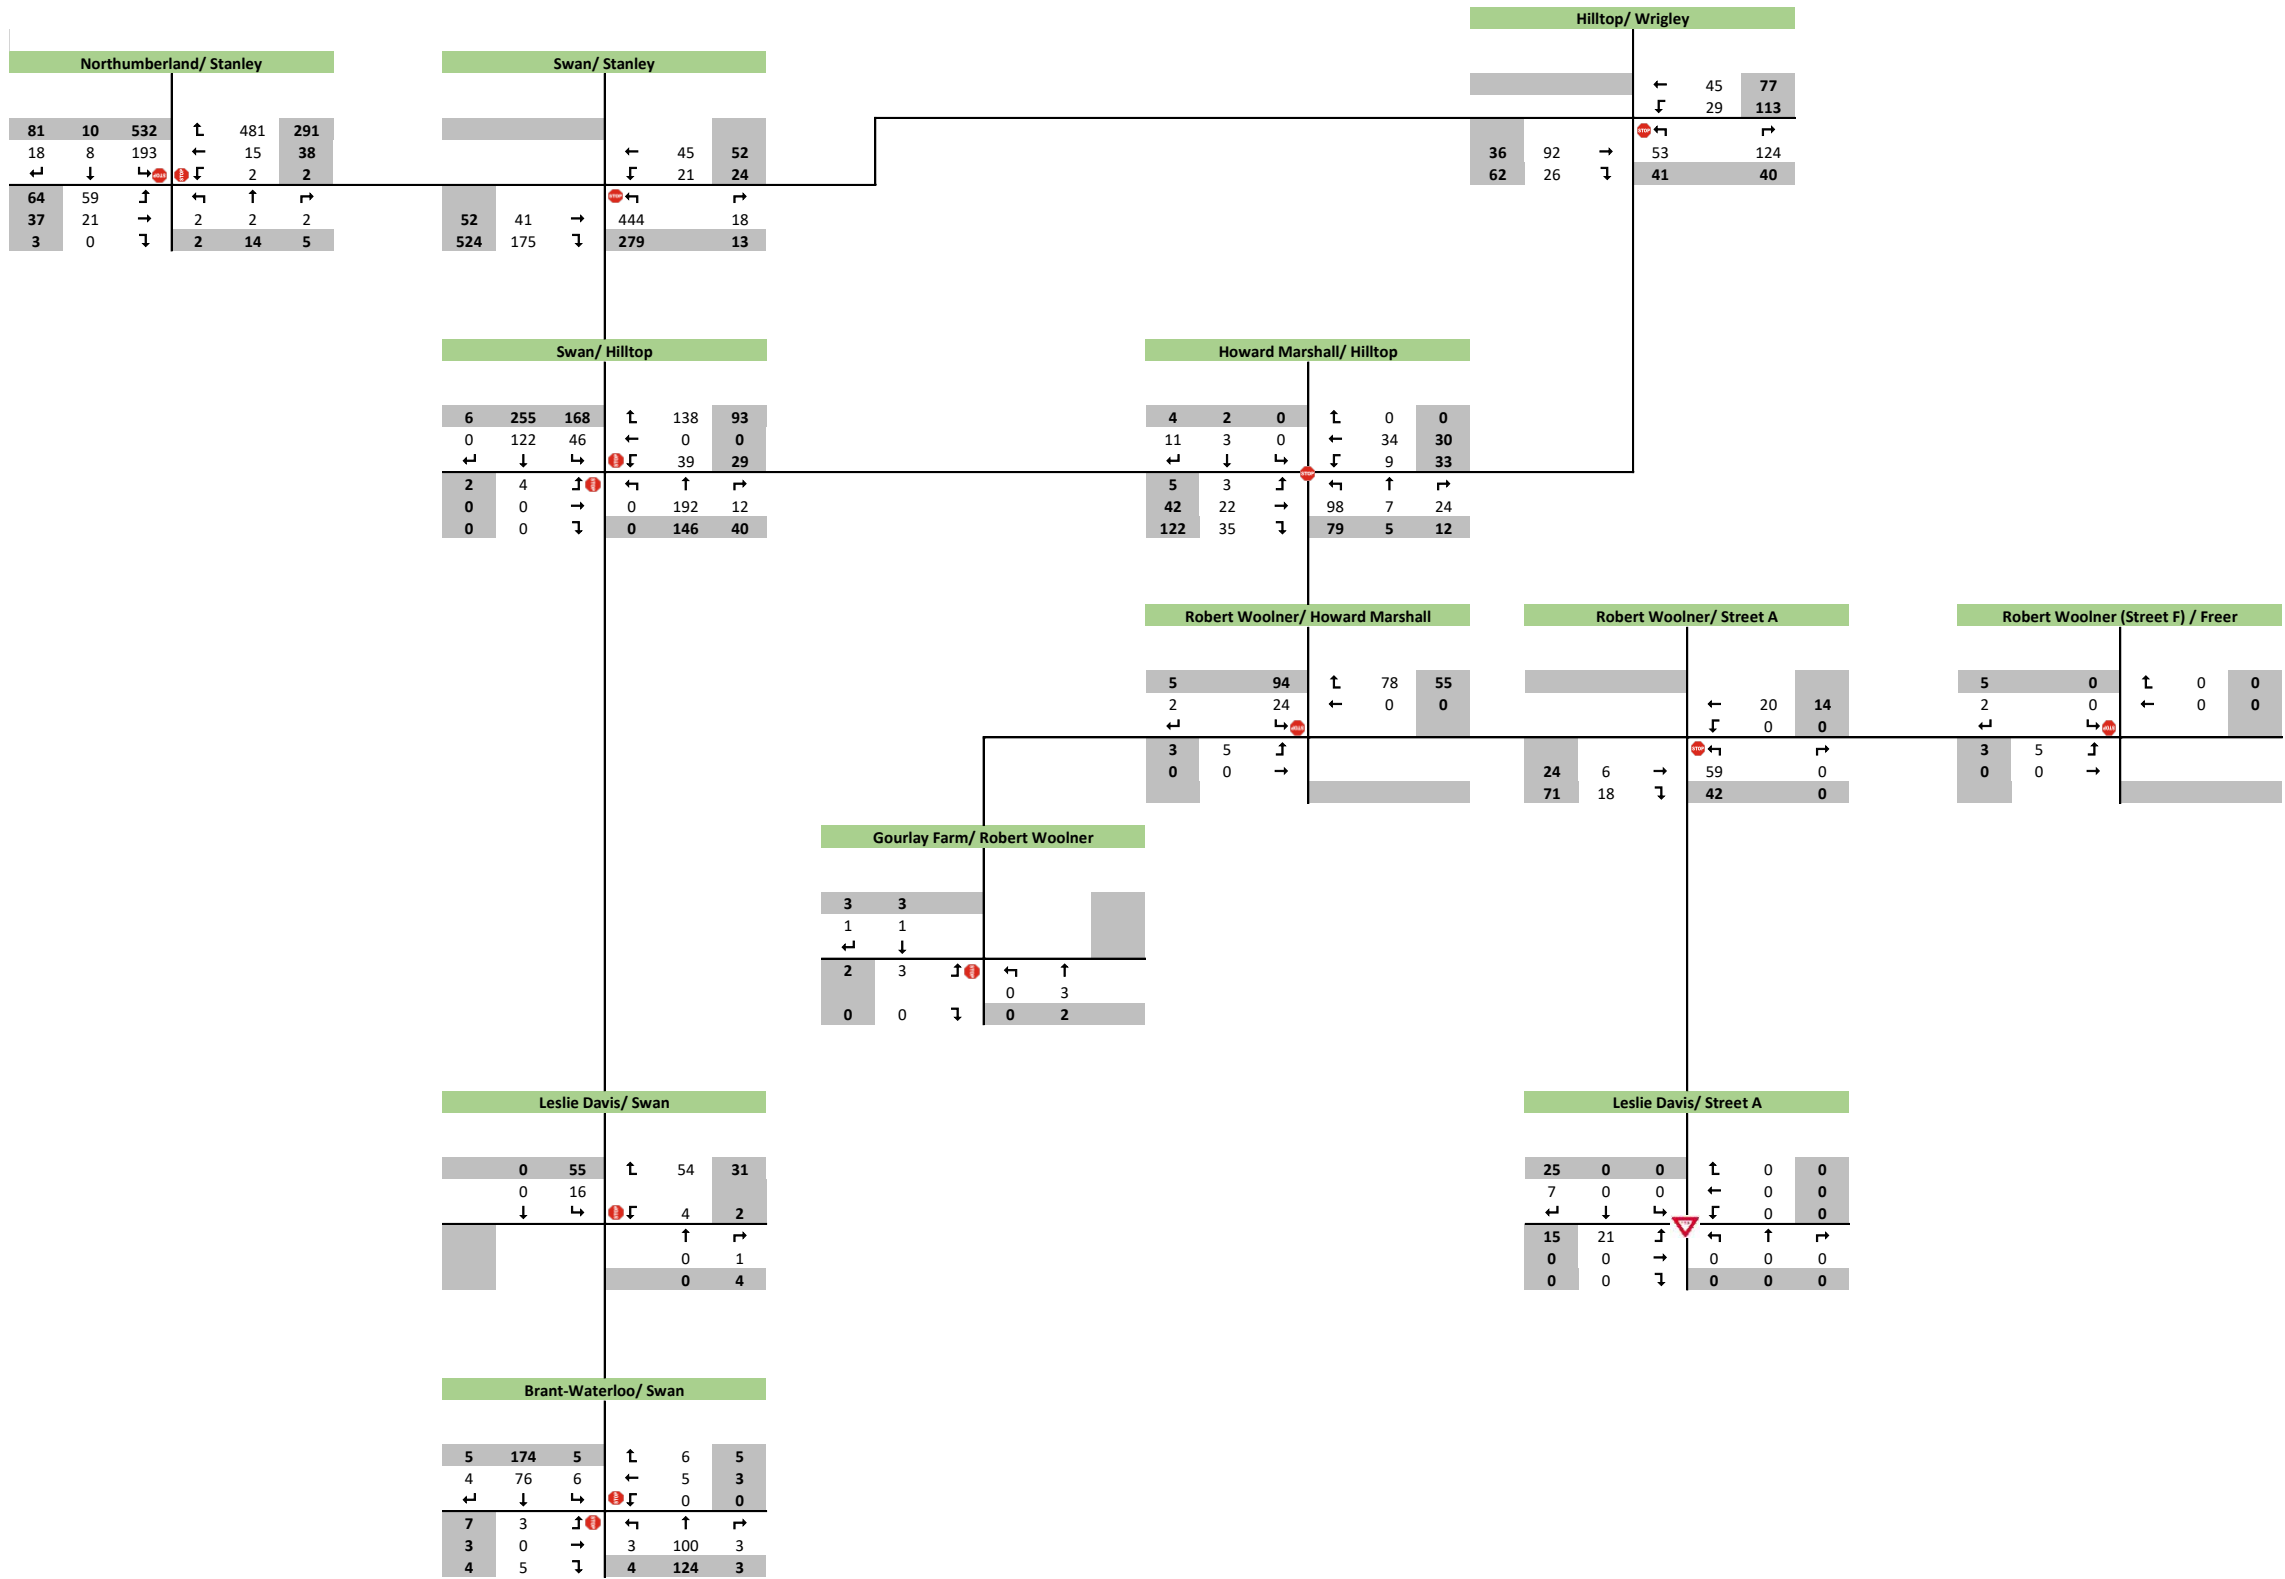 Hilltop/ Wrigley
← 45 77
↰ 29 113
STOP ↰ ↱
36 92 → 53 124
62 26 ↴ 41 40
Northumberland/ Stanley
81 10 532 ↑ 481 291
18 8 193 ← 15 38
↵ ↓ ↳ STOP ↰ 2 2
64 59 ↥ ↰ ↑ ↱
37 21 → 2 2 2
3 0 ↴ 2 14 5
Swan/ Stanley
← 45 52
↰ 21 24
STOP ↰ ↱
52 41 → 444 18
524 175 ↴ 279 13
Swan/ Hilltop
6 255 168 ↑ 138 93
0 122 46 ← 0 0
↵ ↓ ↳ ↰ 39 29
2 4 ↥ ↰ ↑ ↱
0 0 → 0 192 12
0 0 ↴ 0 146 40
Howard Marshall/ Hilltop
4 2 0 ↑ 0 0
11 3 0 ← 34 30
↵ ↓ ↳ STOP ↰ 9 33
5 3 ↥ ↰ ↑ ↱
42 22 → 98 7 24
122 35 ↴ 79 5 12
Robert Woolner/ Howard Marshall
5 94 ↑ 78 55
2 24 ← 0 0
↵ ↳ STOP
3 5 ↥
0 0 →
Robert Woolner/ Street A
← 20 14
↰ 0 0
STOP ↰ ↱
24 6 → 59 0
71 18 ↴ 42 0
Robert Woolner (Street F) / Freer
5 0 ↑ 0 0
2 0 ← 0 0
↵ ↳ STOP
3 5 ↥
0 0 →
Gourlay Farm/ Robert Woolner
3 3
1 1
↵ ↓
2 3 ↥ ↰ ↑
0 3
0 0 ↴ 0 2
Leslie Davis/ Swan
0 55 ↑ 54 31
0 16
↓ ↳ ↰ 4 2
↑ ↱
0 1
0 4
Leslie Davis/ Street A
25 0 0 ↑ 0 0
7 0 0 ← 0 0
↵ ↓ ↳ ↰ 0 0
15 21 ↥ ↰ ↑ ↱
0 0 → 0 0 0
0 0 ↴ 0 0 0
Brant-Waterloo/ Swan
5 174 5 ↑ 6 5
4 76 6 ← 5 3
↵ ↓ ↳ ↰ 0 0
7 3 ↥ ↰ ↑ ↱
3 0 → 3 100 3
4 5 ↴ 4 124 3